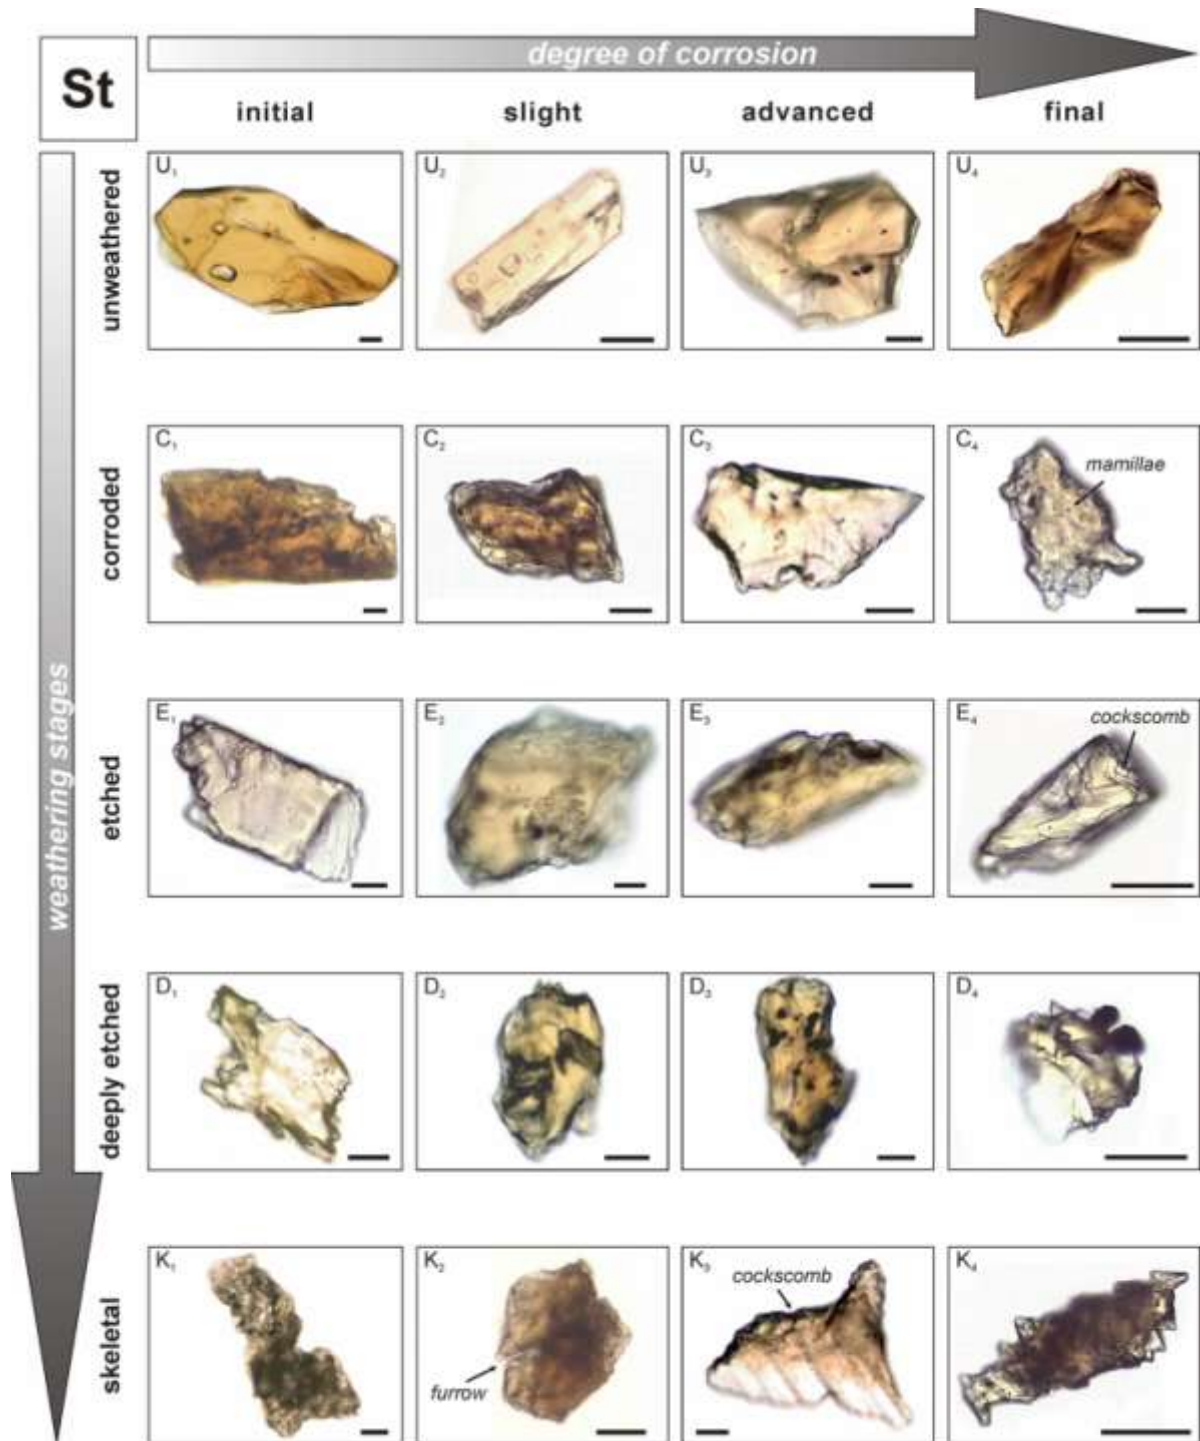 St
degree of corrosion
initial slight advanced final
weathering stages
unweathered
U₁ U₂ U₃ U₄
corroded
C₁ C₂ C₃ C₄
mamillae
etched
E₁ E₂ E₃ E₄
cockscomb
deeply etched
D₁ D₂ D₃ D₄
skeletal
K₁ K₂ K₃ K₄
furrow
cockscomb